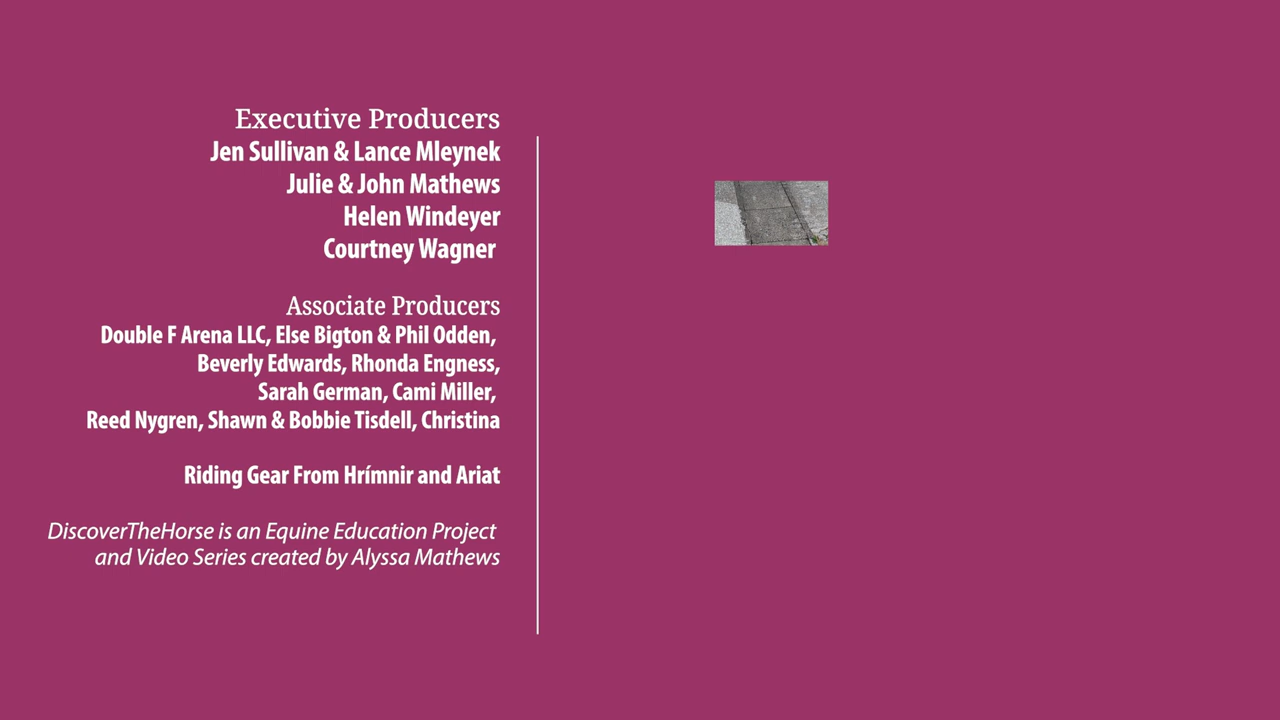 Executive Producers
Jen Sullivan & Lance Mleynek
Julie & John Mathews
Helen Windeyer
Courtney Wagner
Associate Producers
Double F Arena LLC, Else Bigton & Phil Odden,
Beverly Edwards, Rhonda Engness,
Sarah German, Cami Miller,
Reed Nygren, Shawn & Bobbie Tisdell, Christina
Riding Gear From Hrímnir and Ariat
DiscoverTheHorse is an Equine Education Project
and Video Series created by Alyssa Mathews